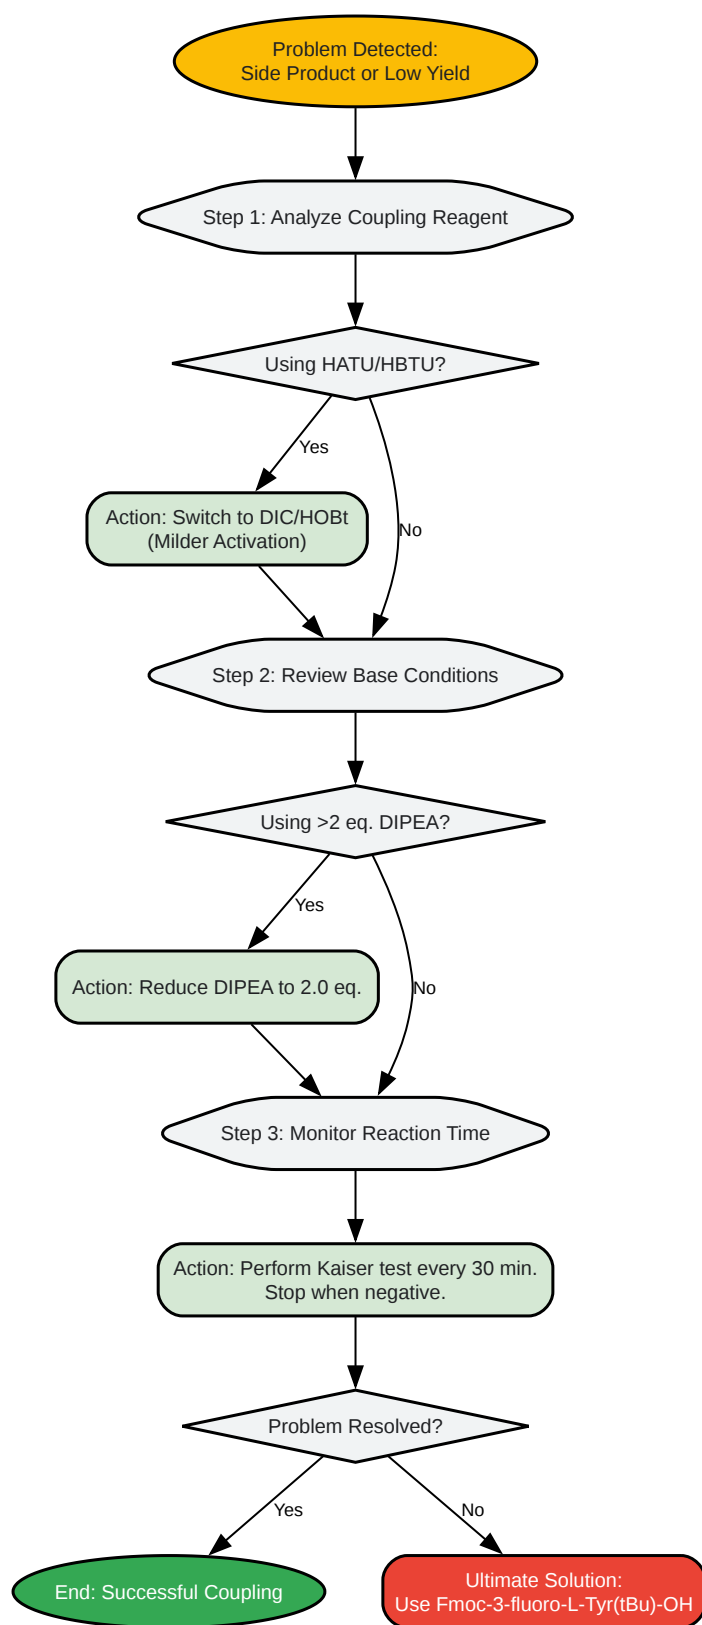 Problem Detected:
Side Product or Low Yield
Step 1: Analyze Coupling Reagent
Using HATU/HBTU?
Yes
Action: Switch to DIC/HOBt
(Milder Activation)
No
Step 2: Review Base Conditions
Using >2 eq. DIPEA?
Yes
Action: Reduce DIPEA to 2.0 eq.
No
Step 3: Monitor Reaction Time
Action: Perform Kaiser test every 30 min.
Stop when negative.
Problem Resolved?
Yes
No
End: Successful Coupling
Ultimate Solution:
Use Fmoc-3-fluoro-L-Tyr(tBu)-OH